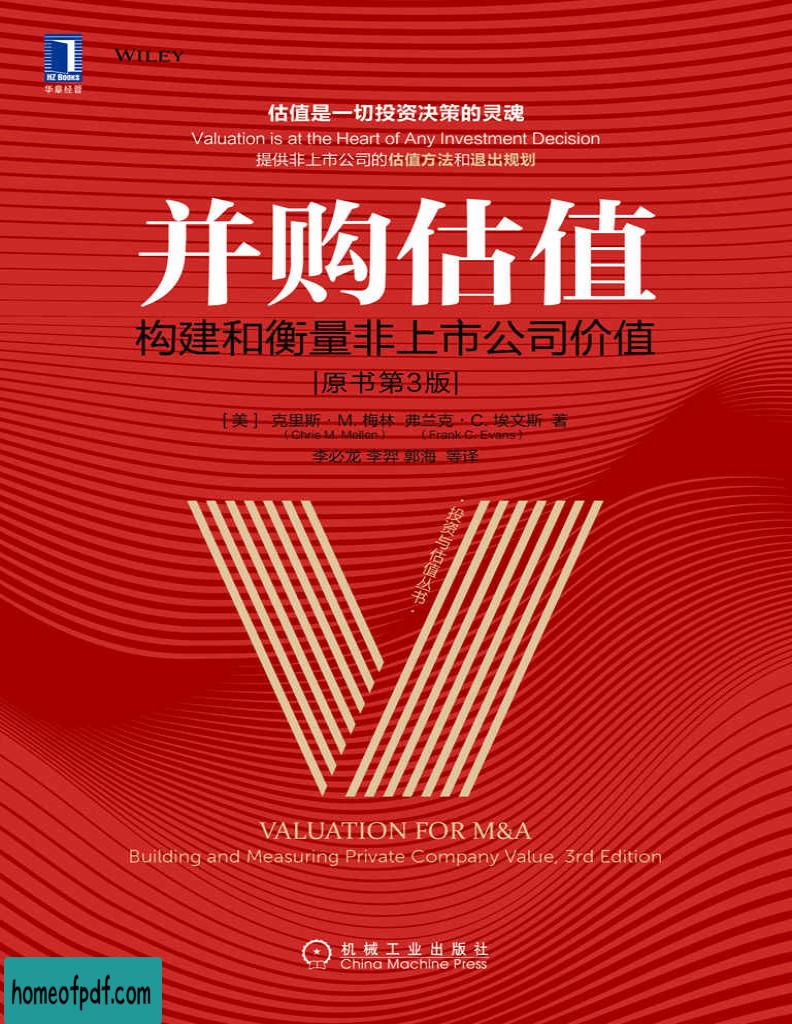 HZ BOOKS
华章经管
WILEY
估值是一切投资决策的灵魂
Valuation is at the Heart of Any Investment Decision
提供非上市公司的估值方法和退出规划
并购估值
构建和衡量非上市公司价值
|原书第3版|
[美] 克里斯·M. 梅林 弗兰克·C. 埃文斯 著
(Chris M. Mellen) (Frank C. Evans)
李必龙 李羿 郭海 等译
·投资与估值丛书·
VALUATION FOR M&A
Building and Measuring Private Company Value, 3rd Edition
机械工业出版社
China Machine Press
homeofpdf.com